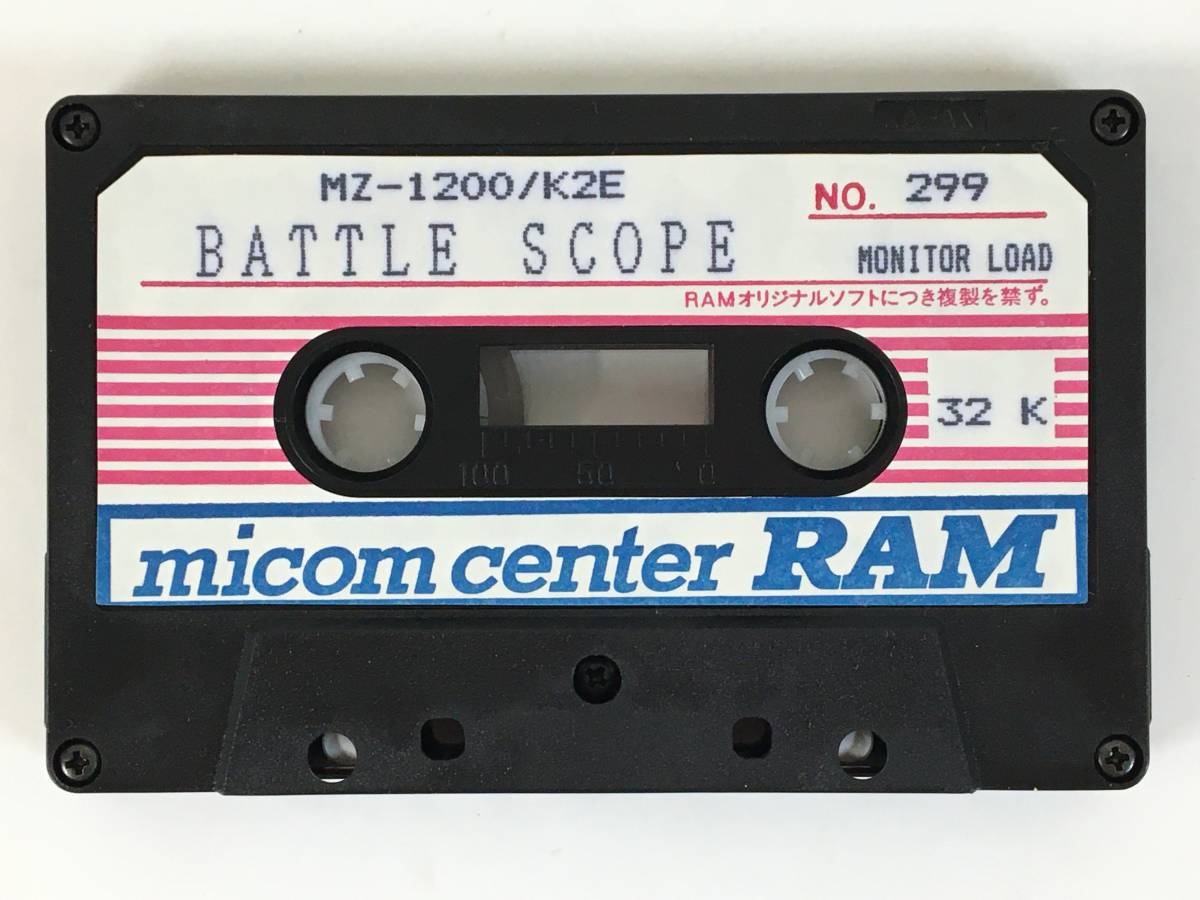 JAPAN
MZ-1200/K2E
NO. 299
BATTLE SCOPE
MONITOR LOAD
RAMオリジナルソフトにつき複製を禁ず。
32 K
100 50 0
micom center RAM